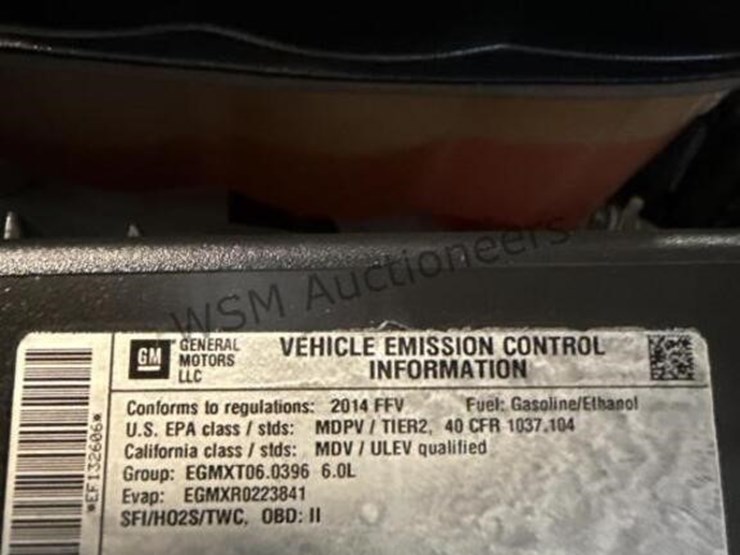 WSM Auctioneers
GM GENERAL MOTORS LLC
VEHICLE EMISSION CONTROL
INFORMATION
Conforms to regulations: 2014 FFV Fuel: Gasoline/Ethanol
U.S. EPA class / stds: MDPV / TIER2, 40 CFR 1037.104
California class / stds: MDV / ULEV qualified
Group: EGMXT06.0396 6.0L
Evap: EGMXR0223841
SFI/HO2S/TWC, OBD: II
*EF132606*